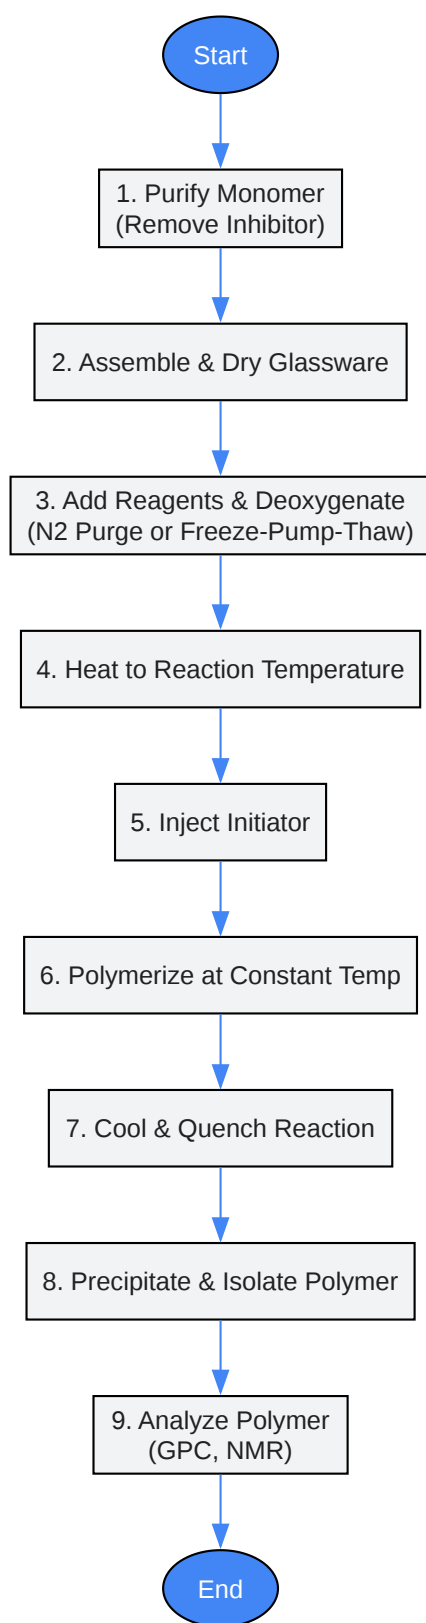 Start
1. Purify Monomer
(Remove Inhibitor)
2. Assemble & Dry Glassware
3. Add Reagents & Deoxygenate
(N2 Purge or Freeze-Pump-Thaw)
4. Heat to Reaction Temperature
5. Inject Initiator
6. Polymerize at Constant Temp
7. Cool & Quench Reaction
8. Precipitate & Isolate Polymer
9. Analyze Polymer
(GPC, NMR)
End